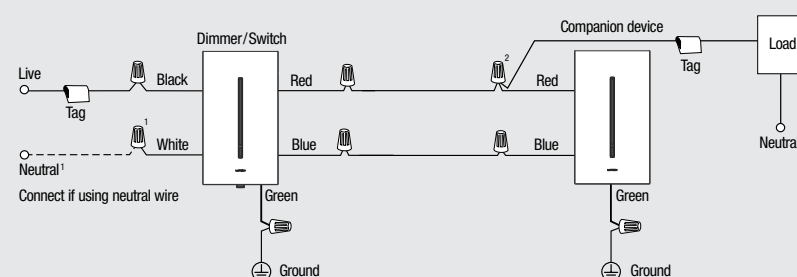 Companion device
Dimmer/Switch
Load
Live
Black
Red
2
Red
Tag
Tag
1
White
Blue
Blue
Neutral1
Neutra
Connect if using neutral wire
Green
Green
Ground
Ground